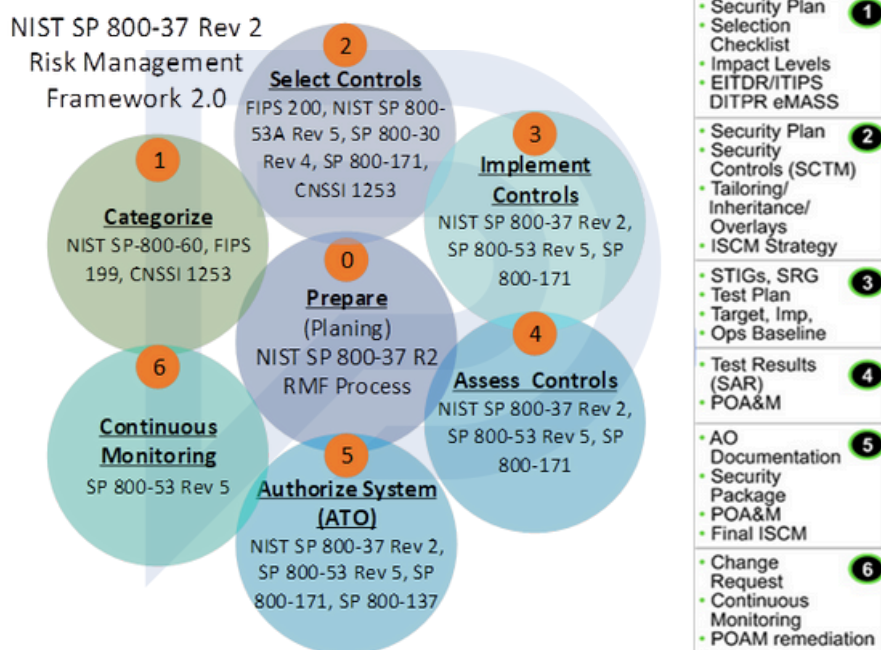 NIST SP 800-37 Rev 2
Risk Management
Framework 2.0
0
Prepare
(Planing)
NIST SP 800-37 R2
RMF Process
1
Categorize
NIST SP-800-60, FIPS
199, CNSSI 1253
2
Select Controls
FIPS 200, NIST SP 800-
53A Rev 5, SP 800-30
Rev 4, SP 800-171,
CNSSI 1253
3
Implement
Controls
NIST SP 800-37 Rev 2,
SP 800-53 Rev 5, SP
800-171
4
Assess Controls
NIST SP 800-37 Rev 2,
SP 800-53 Rev 5, SP
800-171
5
Authorize System
(ATO)
NIST SP 800-37 Rev 2,
SP 800-53 Rev 5, SP
800-171, SP 800-137
6
Continuous
Monitoring
SP 800-53 Rev 5
• Security Plan
• Selection
Checklist
• Impact Levels
• EITDR/ITIPS
DITPR eMASS
1
• Security Plan
• Security
Controls (SCTM)
• Tailoring/
Inheritance/
Overlays
• ISCM Strategy
2
• STIGs, SRG
• Test Plan
• Target, Imp,
• Ops Baseline
3
• Test Results
(SAR)
• POA&M
4
• AO
Documentation
• Security
Package
• POA&M
• Final ISCM
5
• Change
Request
• Continuous
Monitoring
• POAM remediation
6